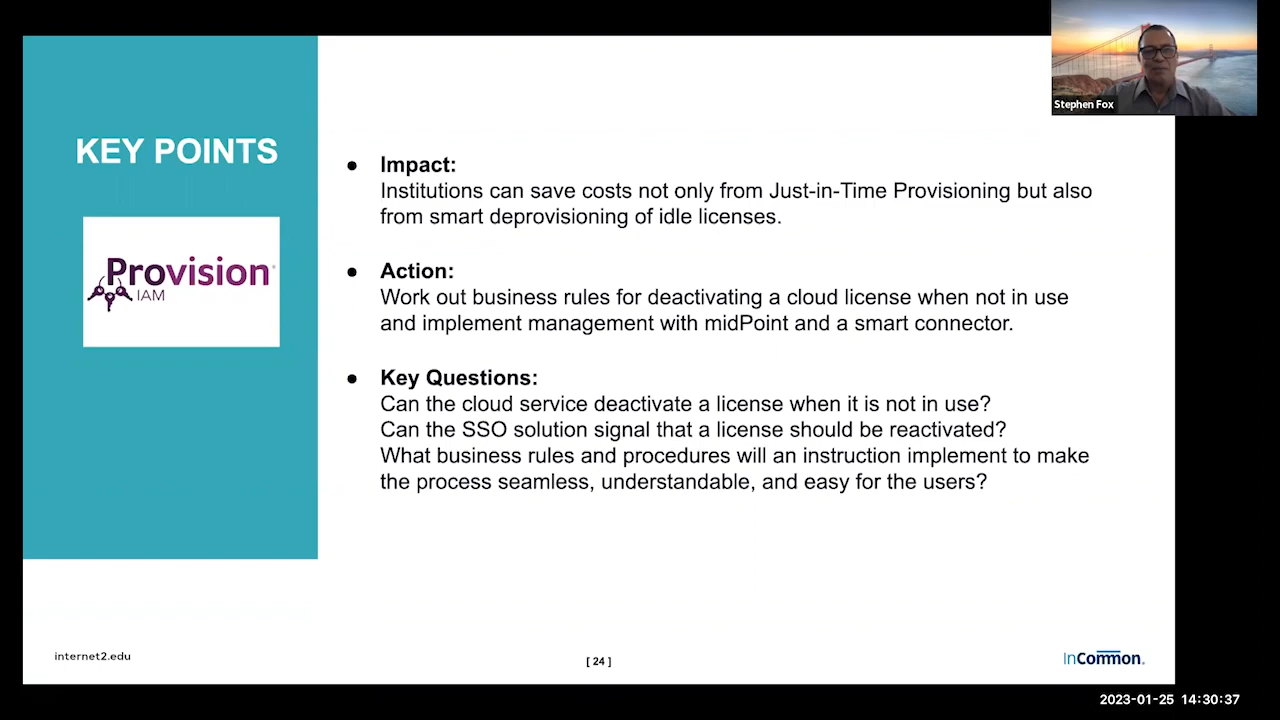 Stephen Fox
KEY POINTS
Provision
IAM
● Impact:
Institutions can save costs not only from Just-in-Time Provisioning but also
from smart deprovisioning of idle licenses.
● Action:
Work out business rules for deactivating a cloud license when not in use
and implement management with midPoint and a smart connector.
● Key Questions:
Can the cloud service deactivate a license when it is not in use?
Can the SSO solution signal that a license should be reactivated?
What business rules and procedures will an instruction implement to make
the process seamless, understandable, and easy for the users?
internet2.edu
[ 24 ]
InCommon.
2023-01-25 14:30:37